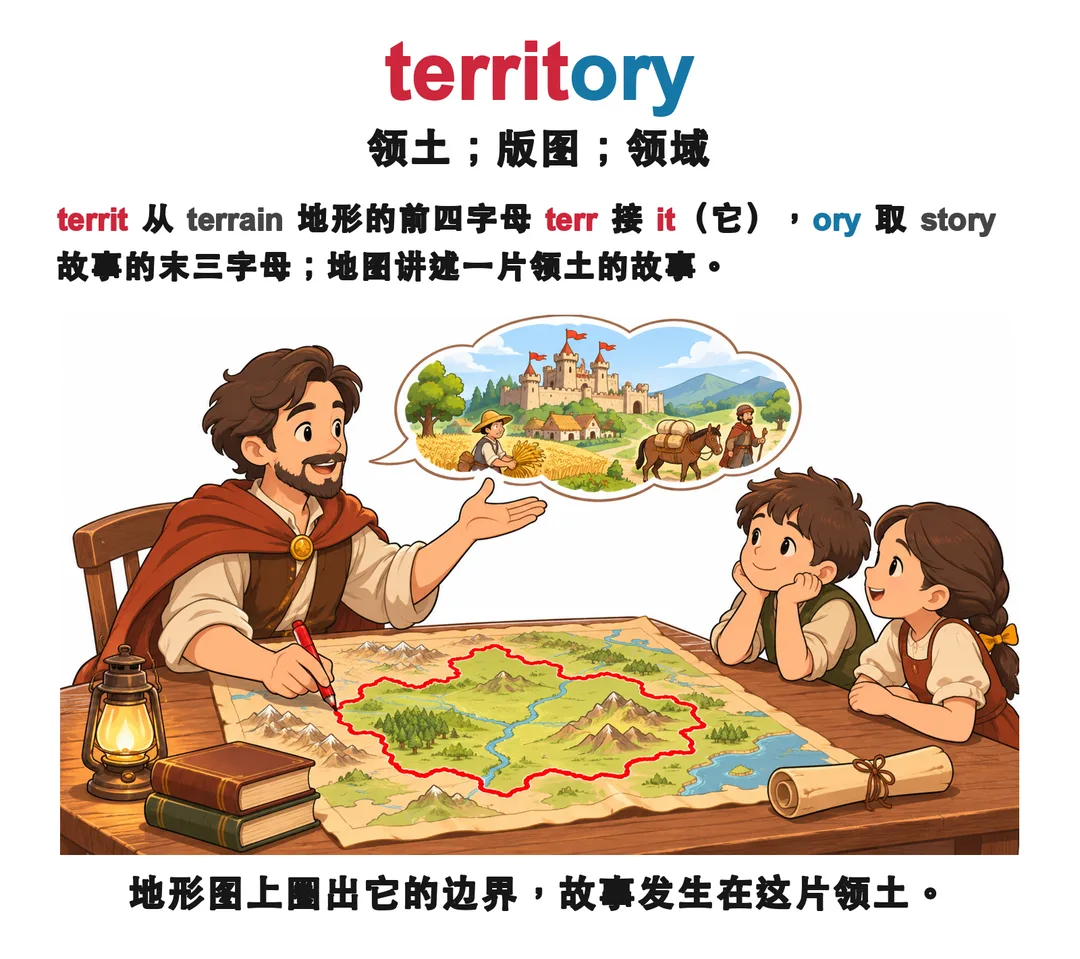 territory
领土；版图；领域
territ 从 terrain 地形的前四字母 terr 接 it（它），ory 取 story
故事的末三字母；地图讲述一片领土的故事。
地形图上圈出它的边界，故事发生在这片领土。